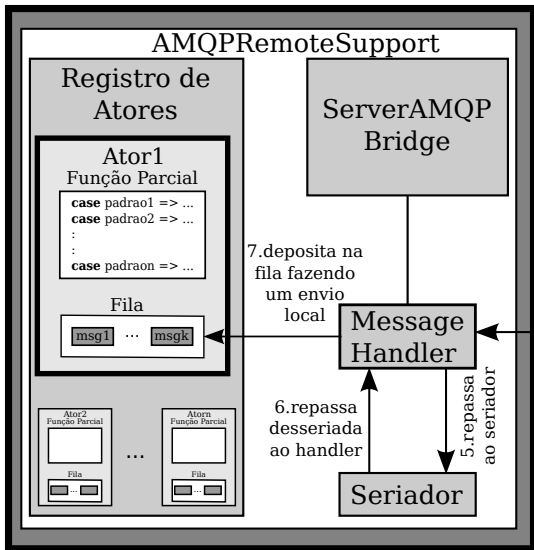 AMQPRemoteSupport
Registro de
Atores
Ator1
Função Parcial
case padrao1 => ...
case padrao2 => ...
:
:
case padraon => ...
Fila
msg1 ... msgk
Ator2
Função Parcial
Fila
...
...
Atorn
Função Parcial
Fila
...
ServerAMQP
Bridge
7.deposita na
fila fazendo
um envio
local
Message
Handler
6.repassa
desseriada
ao handler
5.repassa
ao seriador
Seriador